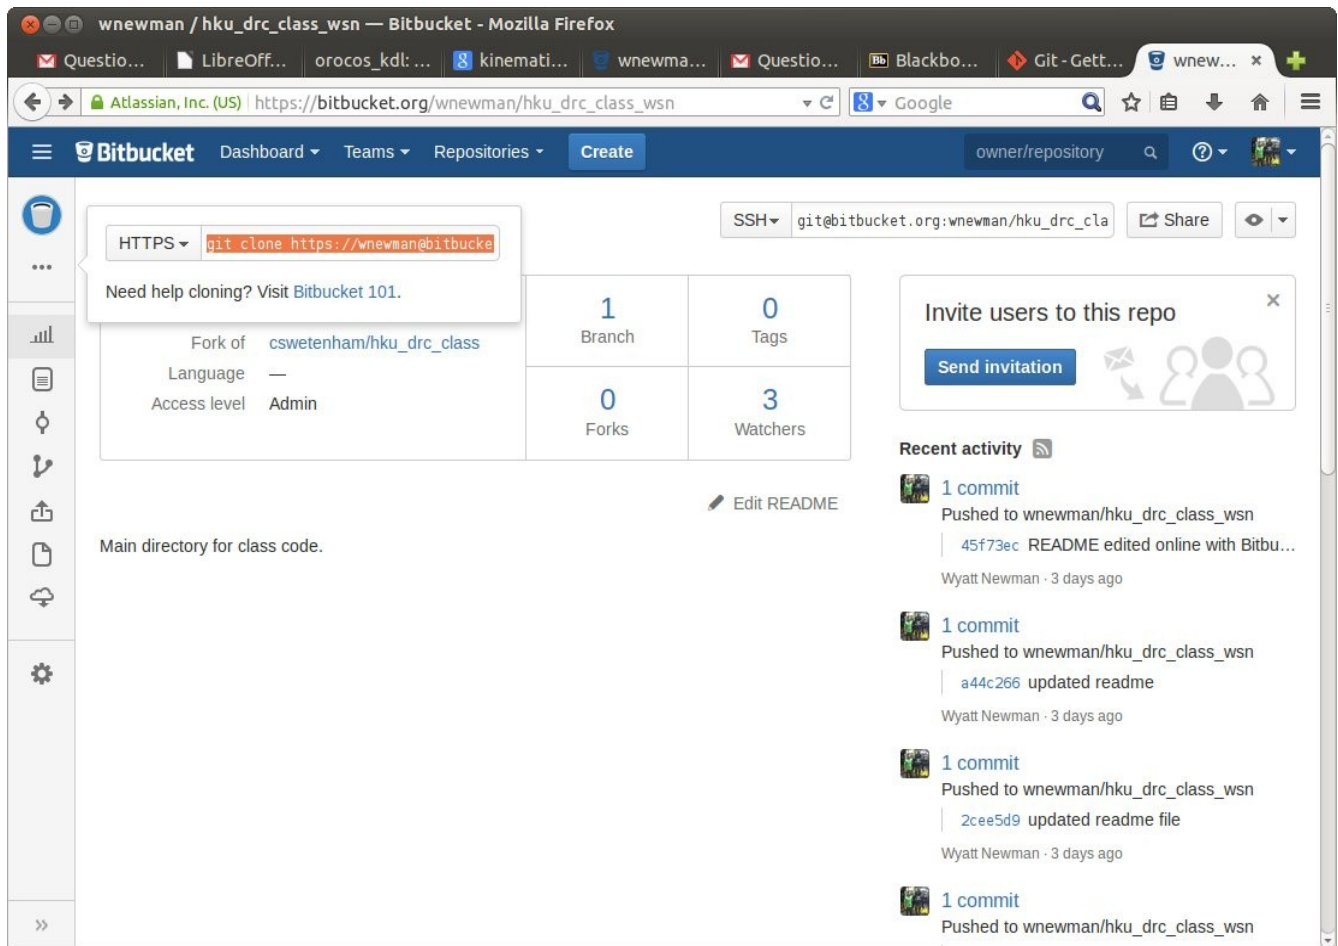 wnewman / hku_drc_class_wsn — Bitbucket - Mozilla Firefox
Questio... LibreOff... orocos_kdl: ... kinemati... wnewma... Questio... Blackbo... Git - Gett... wnew...
Atlassian, Inc. (US) https://bitbucket.org/wnewman/hku_drc_class_wsn Google
Bitbucket Dashboard Teams Repositories Create owner/repository
HTTPS git clone https://wnewman@bitbucke
SSH git@bitbucket.org:wnewman/hku_drc_cla Share
Need help cloning? Visit Bitbucket 101.
Fork of cswetenham/hku_drc_class
Language —
Access level Admin
1
Branch
0
Tags
0
Forks
3
Watchers
Invite users to this repo
Send invitation
Edit README
Main directory for class code.
Recent activity
1 commit
Pushed to wnewman/hku_drc_class_wsn
45f73ec README edited online with Bitbu...
Wyatt Newman · 3 days ago
1 commit
Pushed to wnewman/hku_drc_class_wsn
a44c266 updated readme
Wyatt Newman · 3 days ago
1 commit
Pushed to wnewman/hku_drc_class_wsn
2cee5d9 updated readme file
Wyatt Newman · 3 days ago
1 commit
Pushed to wnewman/hku_drc_class_wsn